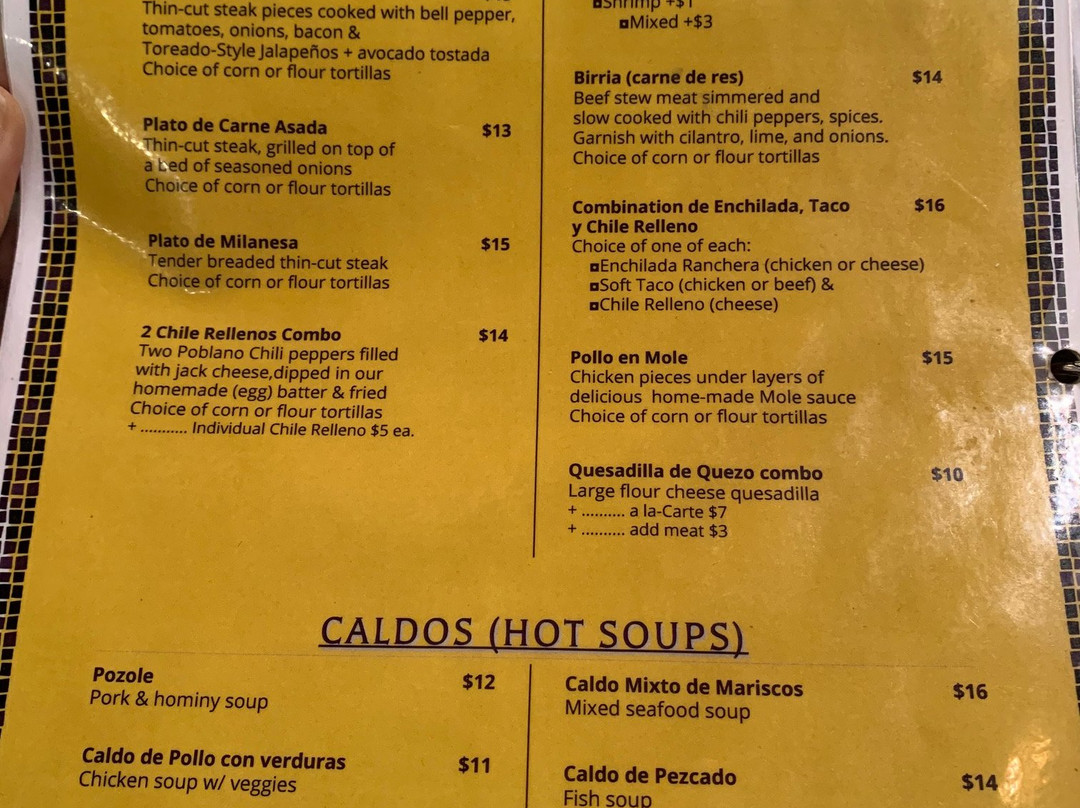 Thin-cut steak pieces cooked with bell pepper,
tomatoes, onions, bacon &
Toreado-Style Jalapeños + avocado tostada
Choice of corn or flour tortillas
Plato de Carne Asada $13
Thin-cut steak, grilled on top of
a bed of seasoned onions
Choice of corn or flour tortillas
Plato de Milanesa $15
Tender breaded thin-cut steak
Choice of corn or flour tortillas
2 Chile Rellenos Combo $14
Two Poblano Chili peppers filled
with jack cheese,dipped in our
homemade (egg) batter & fried
Choice of corn or flour tortillas
+ ........... Individual Chile Relleno $5 ea.
Shrimp +$1
Mixed +$3
Birria (carne de res) $14
Beef stew meat simmered and
slow cooked with chili peppers, spices.
Garnish with cilantro, lime, and onions.
Choice of corn or flour tortillas
Combination de Enchilada, Taco $16
y Chile Relleno
Choice of one of each:
Enchilada Ranchera (chicken or cheese)
Soft Taco (chicken or beef) &
Chile Relleno (cheese)
Pollo en Mole $15
Chicken pieces under layers of
delicious home-made Mole sauce
Choice of corn or flour tortillas
Quesadilla de Quezo combo $10
Large flour cheese quesadilla
+ .......... a la-Carte $7
+ .......... add meat $3
CALDOS (HOT SOUPS)
Pozole $12
Pork & hominy soup
Caldo de Pollo con verduras $11
Chicken soup w/ veggies
Caldo Mixto de Mariscos $16
Mixed seafood soup
Caldo de Pezcado $14
Fish soup